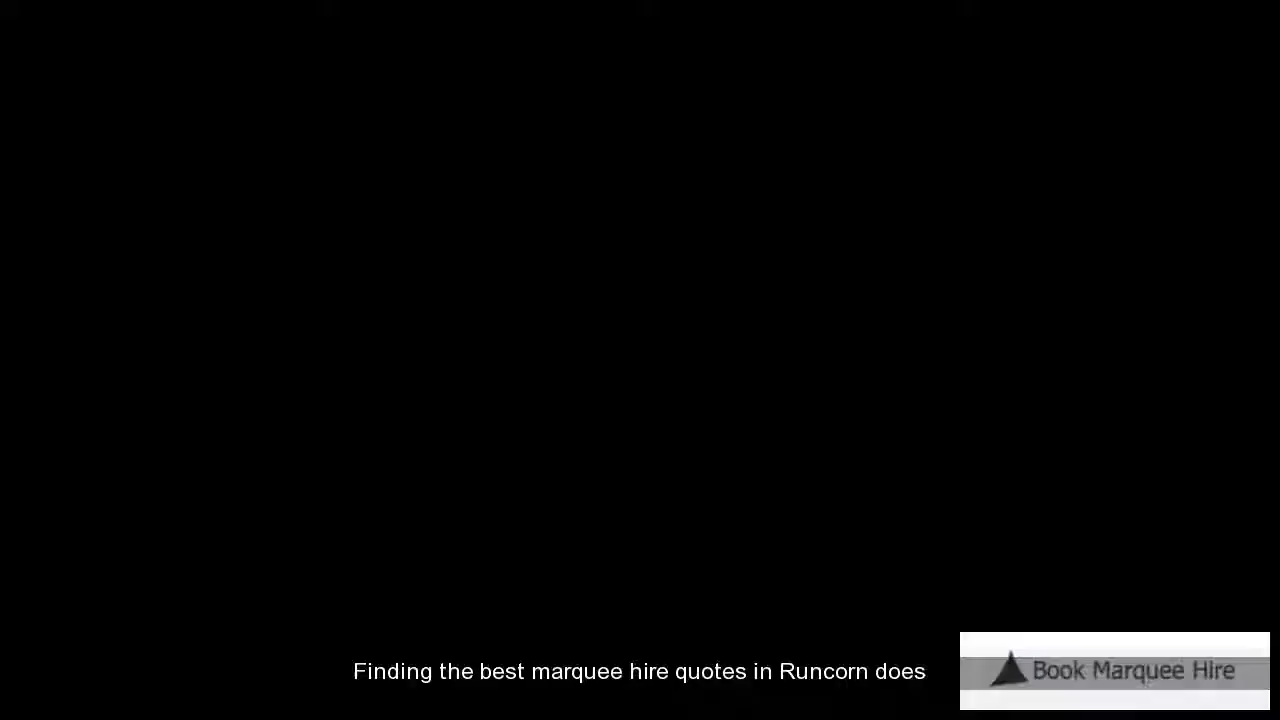 Finding the best marquee hire quotes in Runcorn does
Book Marquee Hire